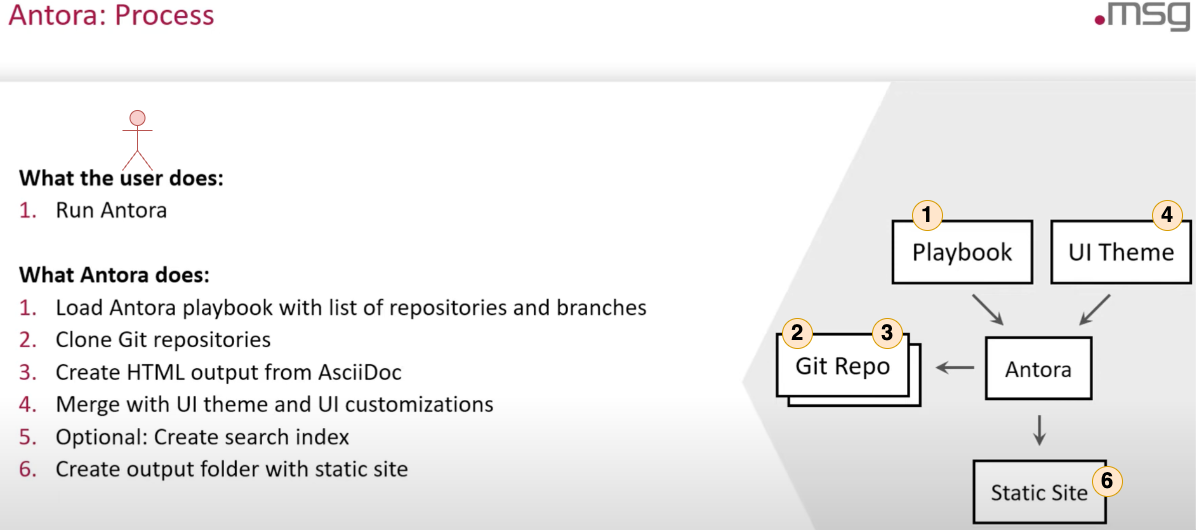 Antora: Process
.msg
What the user does:
1. Run Antora
What Antora does:
1. Load Antora playbook with list of repositories and branches
2. Clone Git repositories
3. Create HTML output from AsciiDoc
4. Merge with UI theme and UI customizations
5. Optional: Create search index
6. Create output folder with static site
1
4
Playbook
UI Theme
2
3
Git Repo
Antora
6
Static Site